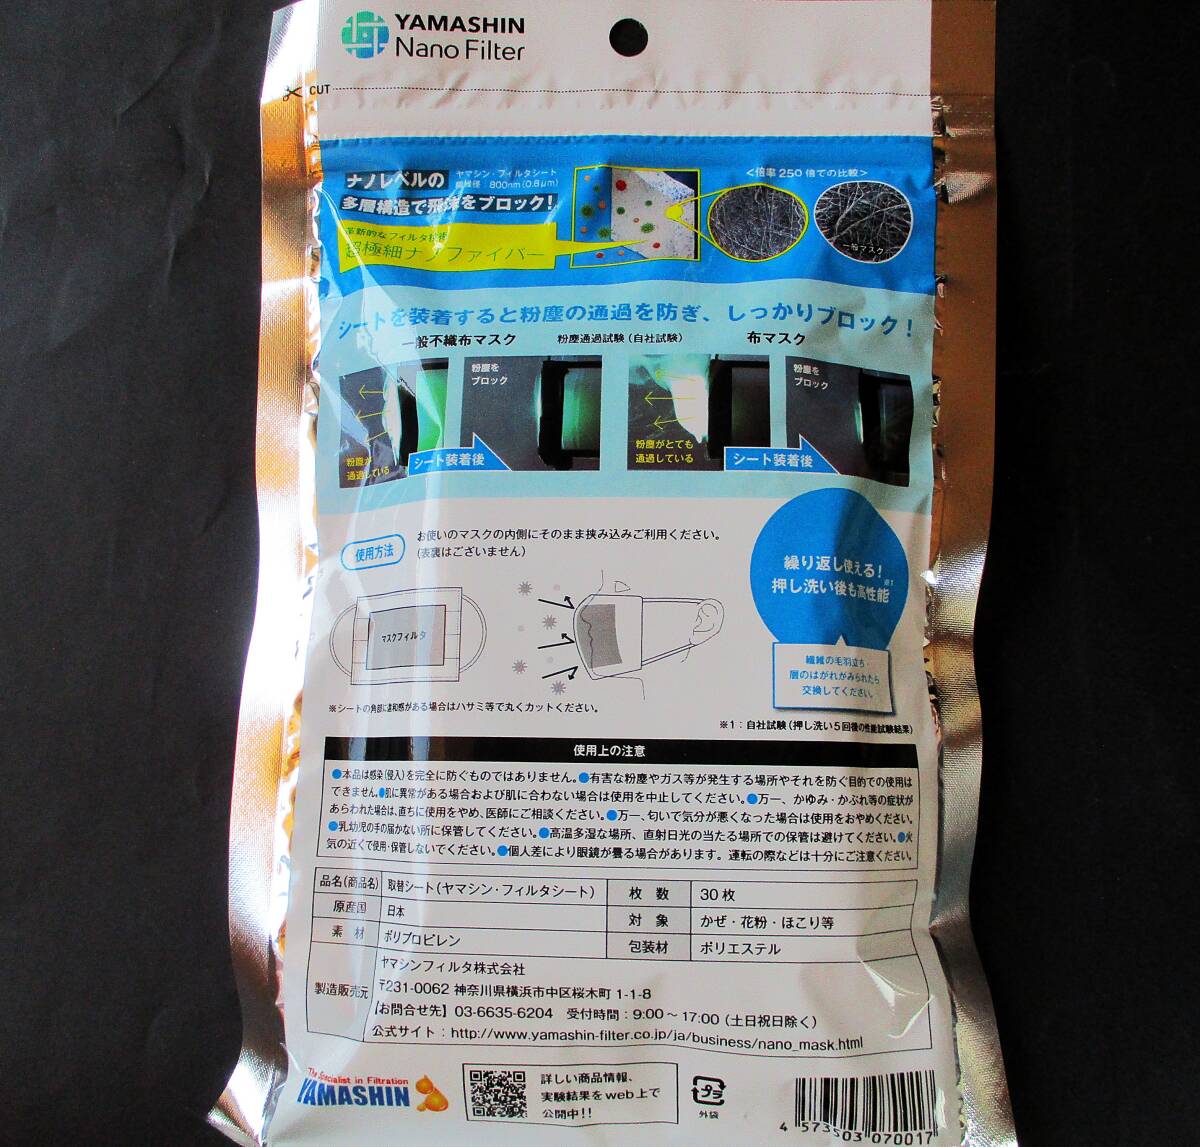 YAMASHIN
Nano Filter
CUT
ナノレベルの
ヤマシン・フィルタシート
繊維径：800nm(0.8μm)
多層構造で飛沫をブロック！
革新的なフィルタ技術
超極細ナノファイバー
＜倍率250倍での比較＞
一般マスク
シートを装着すると粉塵の通過を防ぎ、しっかりブロック！
一般不織布マスク
粉塵通過試験（自社試験）
布マスク
粉塵が
通過している
粉塵を
ブロック
シート装着後
粉塵がとても
通過している
粉塵を
ブロック
シート装着後
使用方法
お使いのマスクの内側にそのまま挟み込みご利用ください。
（表裏はございません）
マスクフィルタ
繰り返し使える！
押し洗い後も高性能※1
繊維の毛羽立ち・
層のはがれがみられたら
交換してください。
※シートの角部に違和感がある場合はハサミ等で丸くカットください。
※1：自社試験（押し洗い5回後の性能試験結果）
使用上の注意
●本品は感染（侵入）を完全に防ぐものではありません。●有害な粉塵やガス等が発生する場所やそれを防ぐ目的での使用は
できません。●肌に異常がある場合および肌に合わない場合は使用を中止してください。●万一、かゆみ・かぶれ等の症状が
あらわれた場合は、直ちに使用をやめ、医師にご相談ください。●万一、匂いで気分が悪くなった場合は使用をおやめください。
●乳幼児の手の届かない所に保管してください。●高温多湿な場所、直射日光の当たる場所での保管は避けてください。●火
気の近くで使用・保管しないでください。●個人差により眼鏡が曇る場合があります。運転の際などは十分にご注意ください。
品名（商品名） 取替シート（ヤマシン・フィルタシート） 枚 数 30枚
原産国 日本 対 象 かぜ・花粉・ほこり等
素 材 ポリプロピレン 包装材 ポリエステル
製造販売元
ヤマシンフィルタ株式会社
〒231-0062 神奈川県横浜市中区桜木町 1-1-8
【お問合せ先】03-6635-6204 受付時間：9:00～17:00（土日祝日除く）
公式サイト：http://www.yamashin-filter.co.jp/ja/business/nano_mask.html
The Specialist in Filtration
YAMASHIN
詳しい商品情報、
実験結果をweb上で
公開中!!
プラ
外袋
4 573503 070017